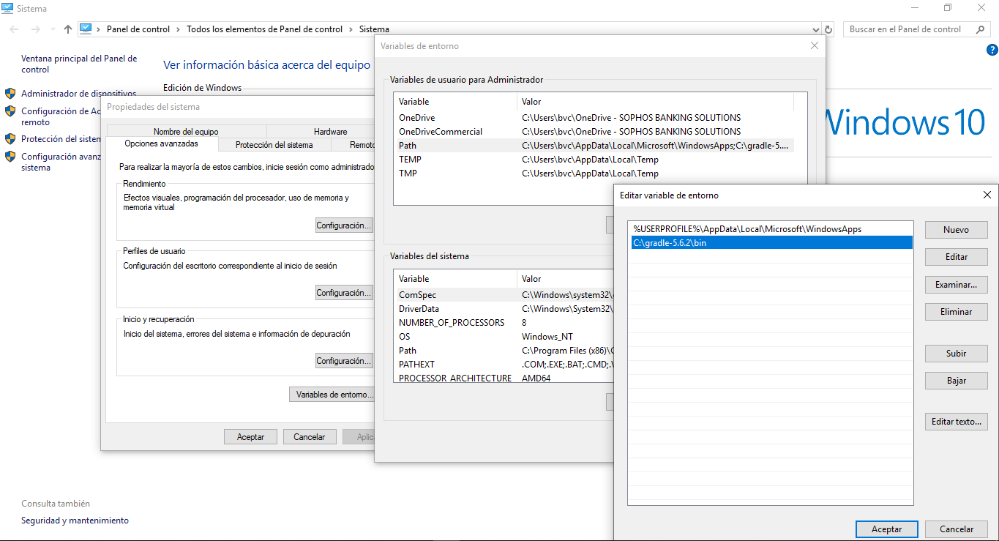 Sistema
Panel de control
Todos los elementos de Panel de control
Sistema
Buscar en el Panel de control
Ventana principal del Panel de
control
Administrador de dispositivos
Configuración de Ac
remoto
Protección del sistem
Configuración avanz
sistema
Consulta también
Seguridad y mantenimiento
Ver información básica acerca del equipo
Edición de Windows
Windows 10
Propiedades del sistema
Nombre del equipo
Hardware
Opciones avanzadas
Protección del sistema
Remoto
Para realizar la mayoría de estos cambios, inicie sesión como administrado
Rendimiento
Efectos visuales, programación del procesador, uso de memoria y
memoria virtual
Configuración...
Perfiles de usuario
Configuración del escritorio correspondiente al inicio de sesión
Configuración...
Inicio y recuperación
Inicio del sistema, errores del sistema e información de depuración
Configuración...
Variables de entorno...
Aceptar
Cancelar
Aplic
Variables de entorno
Variables de usuario para Administrador
Variable Valor
OneDrive C:\Users\bvc\OneDrive - SOPHOS BANKING SOLUTIONS
OneDriveCommercial C:\Users\bvc\OneDrive - SOPHOS BANKING SOLUTIONS
Path C:\Users\bvc\AppData\Local\Microsoft\WindowsApps;C:\gradle-5....
TEMP C:\Users\bvc\AppData\Local\Temp
TMP C:\Users\bvc\AppData\Local\Temp
Variables del sistema
Variable Valor
ComSpec C:\Windows\system32\
DriverData C:\Windows\System32\
NUMBER_OF_PROCESSORS 8
OS Windows_NT
Path C:\Program Files (x86)\
PATHEXT .COM;.EXE;.BAT;.CMD;.
PROCESSOR_ARCHITECTURE AMD64
Editar variable de entorno
%USERPROFILE%\AppData\Local\Microsoft\WindowsApps
C:\gradle-5.6.2\bin
Nuevo
Editar
Examinar...
Eliminar
Subir
Bajar
Editar texto...
Aceptar
Cancelar